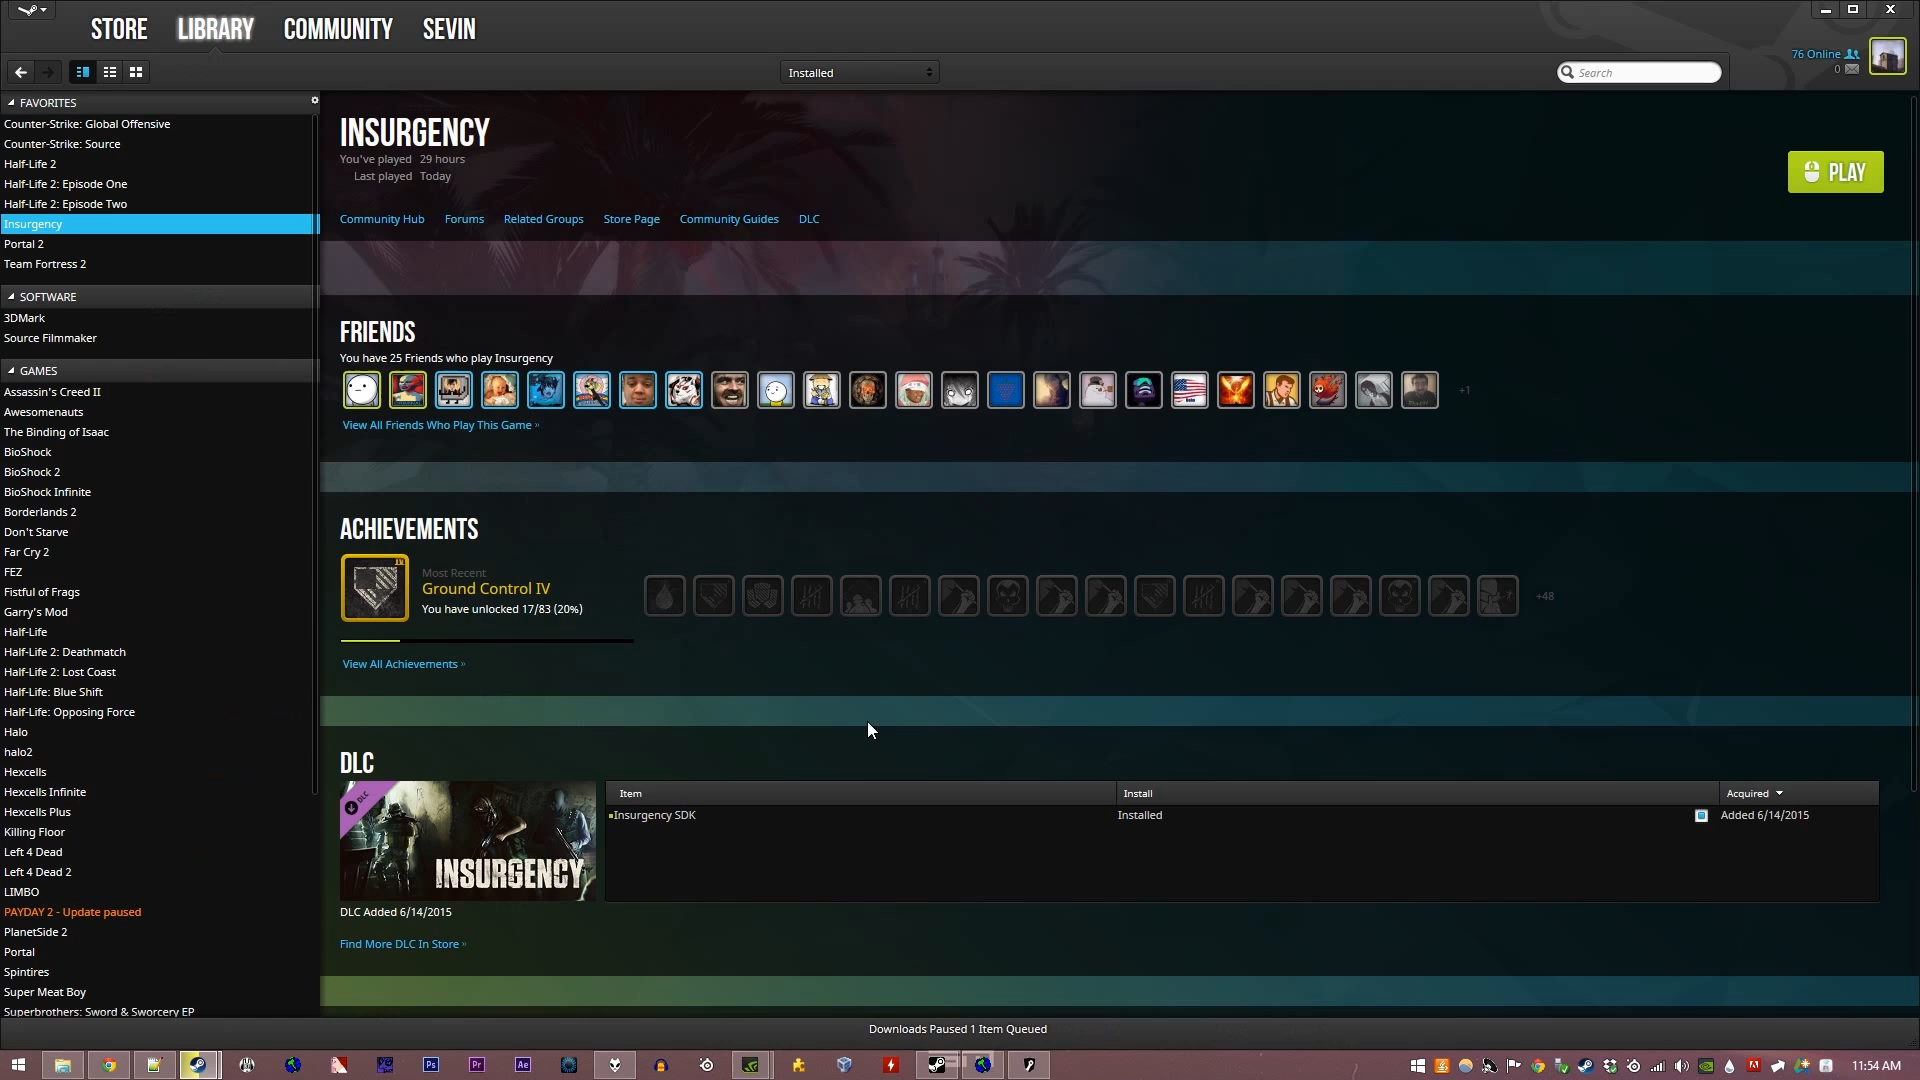 STORE LIBRARY COMMUNITY SEVIN
76 Online
0
Installed
Search
FAVORITES
Counter-Strike: Global Offensive
Counter-Strike: Source
Half-Life 2
Half-Life 2: Episode One
Half-Life 2: Episode Two
Insurgency
Portal 2
Team Fortress 2
SOFTWARE
3DMark
Source Filmmaker
GAMES
Assassin's Creed II
Awesomenauts
The Binding of Isaac
BioShock
BioShock 2
BioShock Infinite
Borderlands 2
Don't Starve
Far Cry 2
FEZ
Fistful of Frags
Garry's Mod
Half-Life
Half-Life 2: Deathmatch
Half-Life 2: Lost Coast
Half-Life: Blue Shift
Half-Life: Opposing Force
Halo
halo2
Hexcells
Hexcells Infinite
Hexcells Plus
Killing Floor
Left 4 Dead
Left 4 Dead 2
LIMBO
PAYDAY 2 - Update paused
PlanetSide 2
Portal
Spintires
Super Meat Boy
Superbrothers: Sword & Sworcery EP
INSURGENCY
You've played 29 hours
Last played Today
PLAY
Community Hub Forums Related Groups Store Page Community Guides DLC
FRIENDS
You have 25 Friends who play Insurgency
+1
View All Friends Who Play This Game »
ACHIEVEMENTS
IV
Most Recent
Ground Control IV
You have unlocked 17/83 (20%)
+48
View All Achievements »
DLC
DLC
INSURGENCY
Item Install Acquired
Insurgency SDK Installed Added 6/14/2015
DLC Added 6/14/2015
Find More DLC In Store »
Downloads Paused 1 Item Queued
Ps Pr Ae
11:54 AM